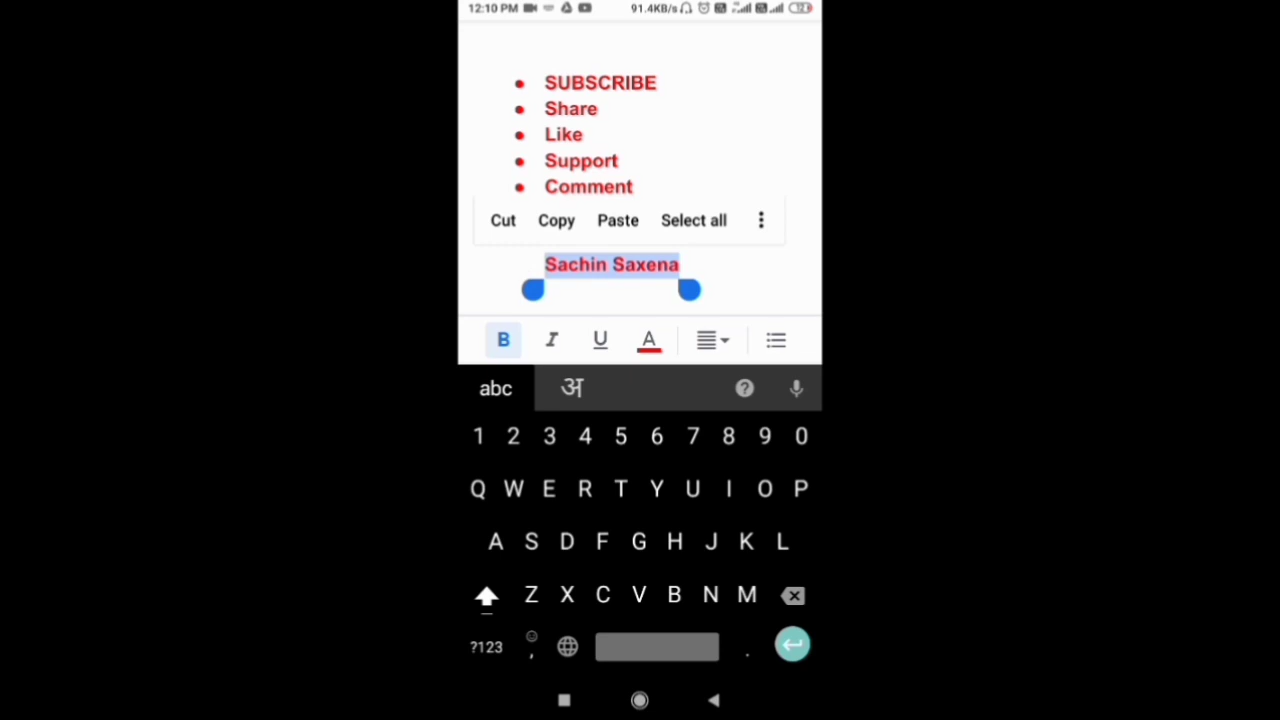 12:10 PM 91.4KB/s 12
SUBSCRIBE
Share
Like
Support
Comment
Cut Copy Paste Select all
Sachin Saxena
B I U A
abc अ ?
1 2 3 4 5 6 7 8 9 0
Q W E R T Y U I O P
A S D F G H J K L
Z X C V B N M
?123 , .